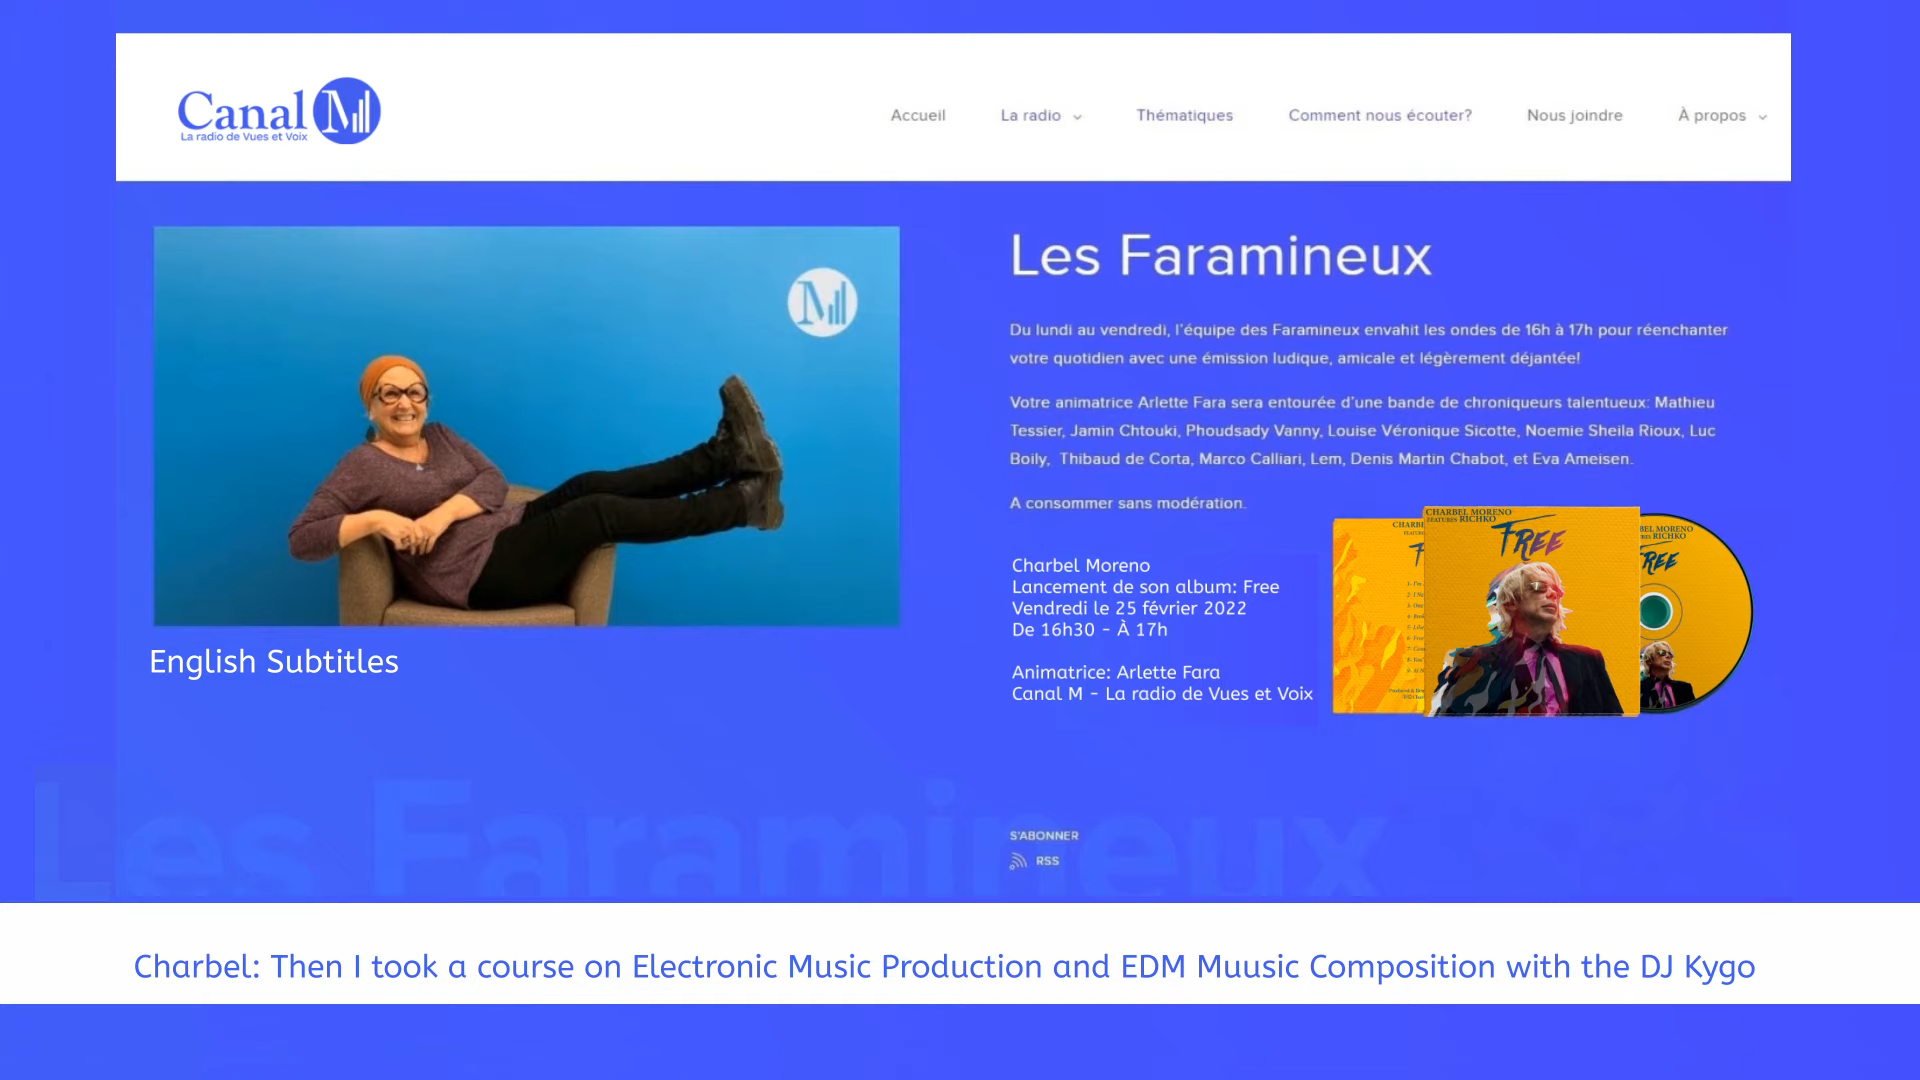 Canal M
La radio de Vues et Voix
Accueil
La radio
Thématiques
Comment nous écouter?
Nous joindre
À propos
M
Les Faramineux
Du lundi au vendredi, l'équipe des Faramineux envahit les ondes de 16h à 17h pour réenchanter
votre quotidien avec une émission ludique, amicale et légèrement déjantée!
Votre animatrice Arlette Fara sera entourée d'une bande de chroniqueurs talentueux: Mathieu
Tessier, Jamin Chtouki, Phoudsady Vanny, Louise Véronique Sicotte, Noemie Sheila Rioux, Luc
Boily, Thibaud de Corta, Marco Calliari, Lem, Denis Martin Chabot, et Eva Ameisen.
A consommer sans modération.
Charbel Moreno
Lancement de son album: Free
Vendredi le 25 février 2022
De 16h30 - À 17h
Animatrice: Arlette Fara
Canal M - La radio de Vues et Voix
CHARBEL MORENO
FEATURES RICHKO
FREE
BEL MORENO
RICHKO
REE
English Subtitles
Les Faramineux
S'ABONNER
RSS
Charbel: Then I took a course on Electronic Music Production and EDM Muusic Composition with the DJ Kygo